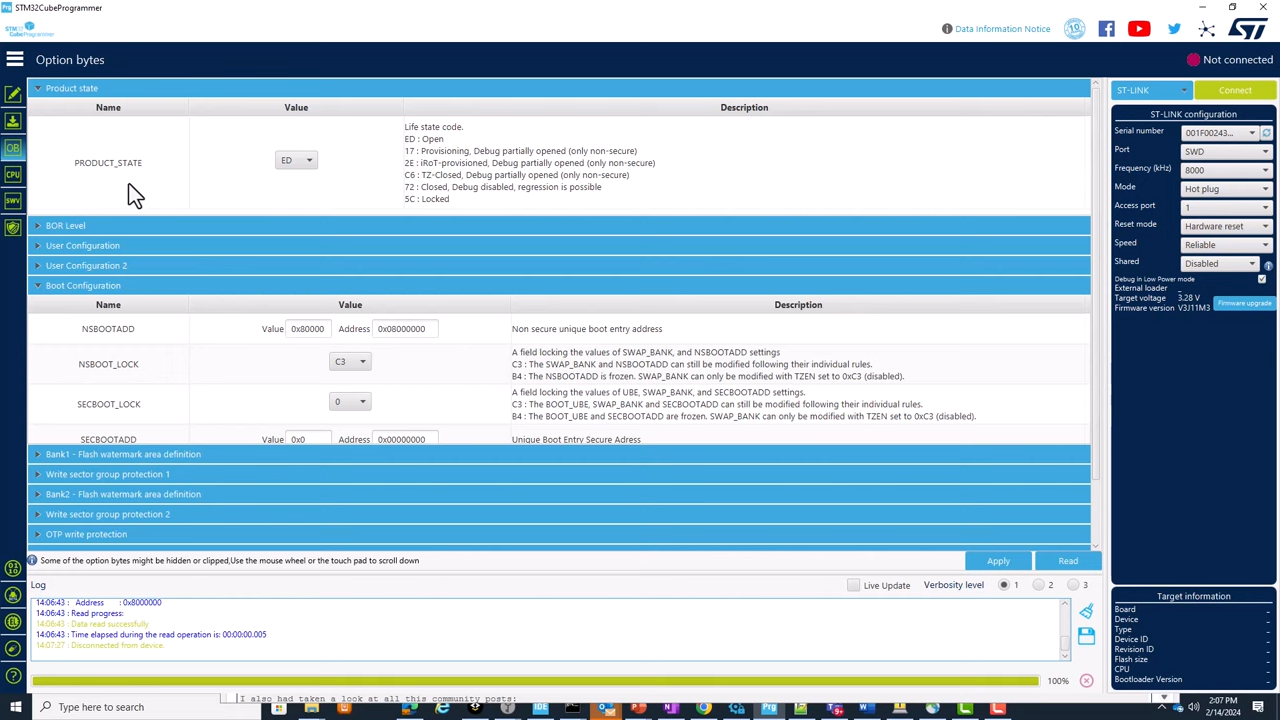 Prg STM32CubeProgrammer
STM32 CubeProgrammer
Data Information Notice
10
Option bytes
Not connected
Product state
Name Value Description
PRODUCT_STATE ED
Life state code.
ED : Open
17 : Provisioning, Debug partially opened (only non-secure)
2E : iRoT-provisioned, Debug partially opened (only non-secure)
C6 : TZ-Closed, Debug partially opened (only non-secure)
72 : Closed, Debug disabled, regression is possible
5C : Locked
BOR Level
User Configuration
User Configuration 2
Boot Configuration
Name Value Description
NSBOOTADD Value 0x80000 Address 0x08000000 Non secure unique boot entry address
NSBOOT_LOCK C3
A field locking the values of SWAP_BANK, and NSBOOTADD settings
C3 : The SWAP_BANK and NSBOOTADD can still be modified following their individual rules.
B4 : The NSBOOTADD is frozen. SWAP_BANK can only be modified with TZEN set to 0xC3 (disabled).
SECBOOT_LOCK 0
A field locking the values of UBE, SWAP_BANK, and SECBOOTADD settings.
C3 : The BOOT_UBE, SWAP_BANK and SECBOOTADD can still be modified following their individual rules.
B4 : The BOOT_UBE and SECBOOTADD are frozen. SWAP_BANK can only be modified with TZEN set to 0xC3 (disabled).
SECBOOTADD Value 0x0 Address 0x00000000 Unique Boot Entry Secure Adress
Bank1 - Flash watermark area definition
Write sector group protection 1
Bank2 - Flash watermark area definition
Write sector group protection 2
OTP write protection
Some of the option bytes might be hidden or clipped,Use the mouse wheel or the touch pad to scroll down
Apply Read
Log Live Update Verbosity level 1 2 3
14:06:43 : Address : 0x8000000
14:06:43 : Read progress:
14:06:43 : Data read successfully
14:06:43 : Time elapsed during the read operation is: 00:00:00.005
14:07:27 : Disconnected from device.
100%
OB
CPU
SWV
ST-LINK Connect
ST-LINK configuration
Serial number 001F00243...
Port SWD
Frequency (kHz) 8000
Mode Hot plug
Access port 1
Reset mode Hardware reset
Speed Reliable
Shared Disabled
Debug in Low Power mode
External loader _
Target voltage 3.28 V
Firmware version V3J11M3
Firmware upgrade
Target information
Board _
Device _
Type _
Device ID _
Revision ID _
Flash size _
CPU _
Bootloader Version _
I also had taken a look at all this community posts:
Type here to search
IDE
Prg
2:07 PM
2/14/2024